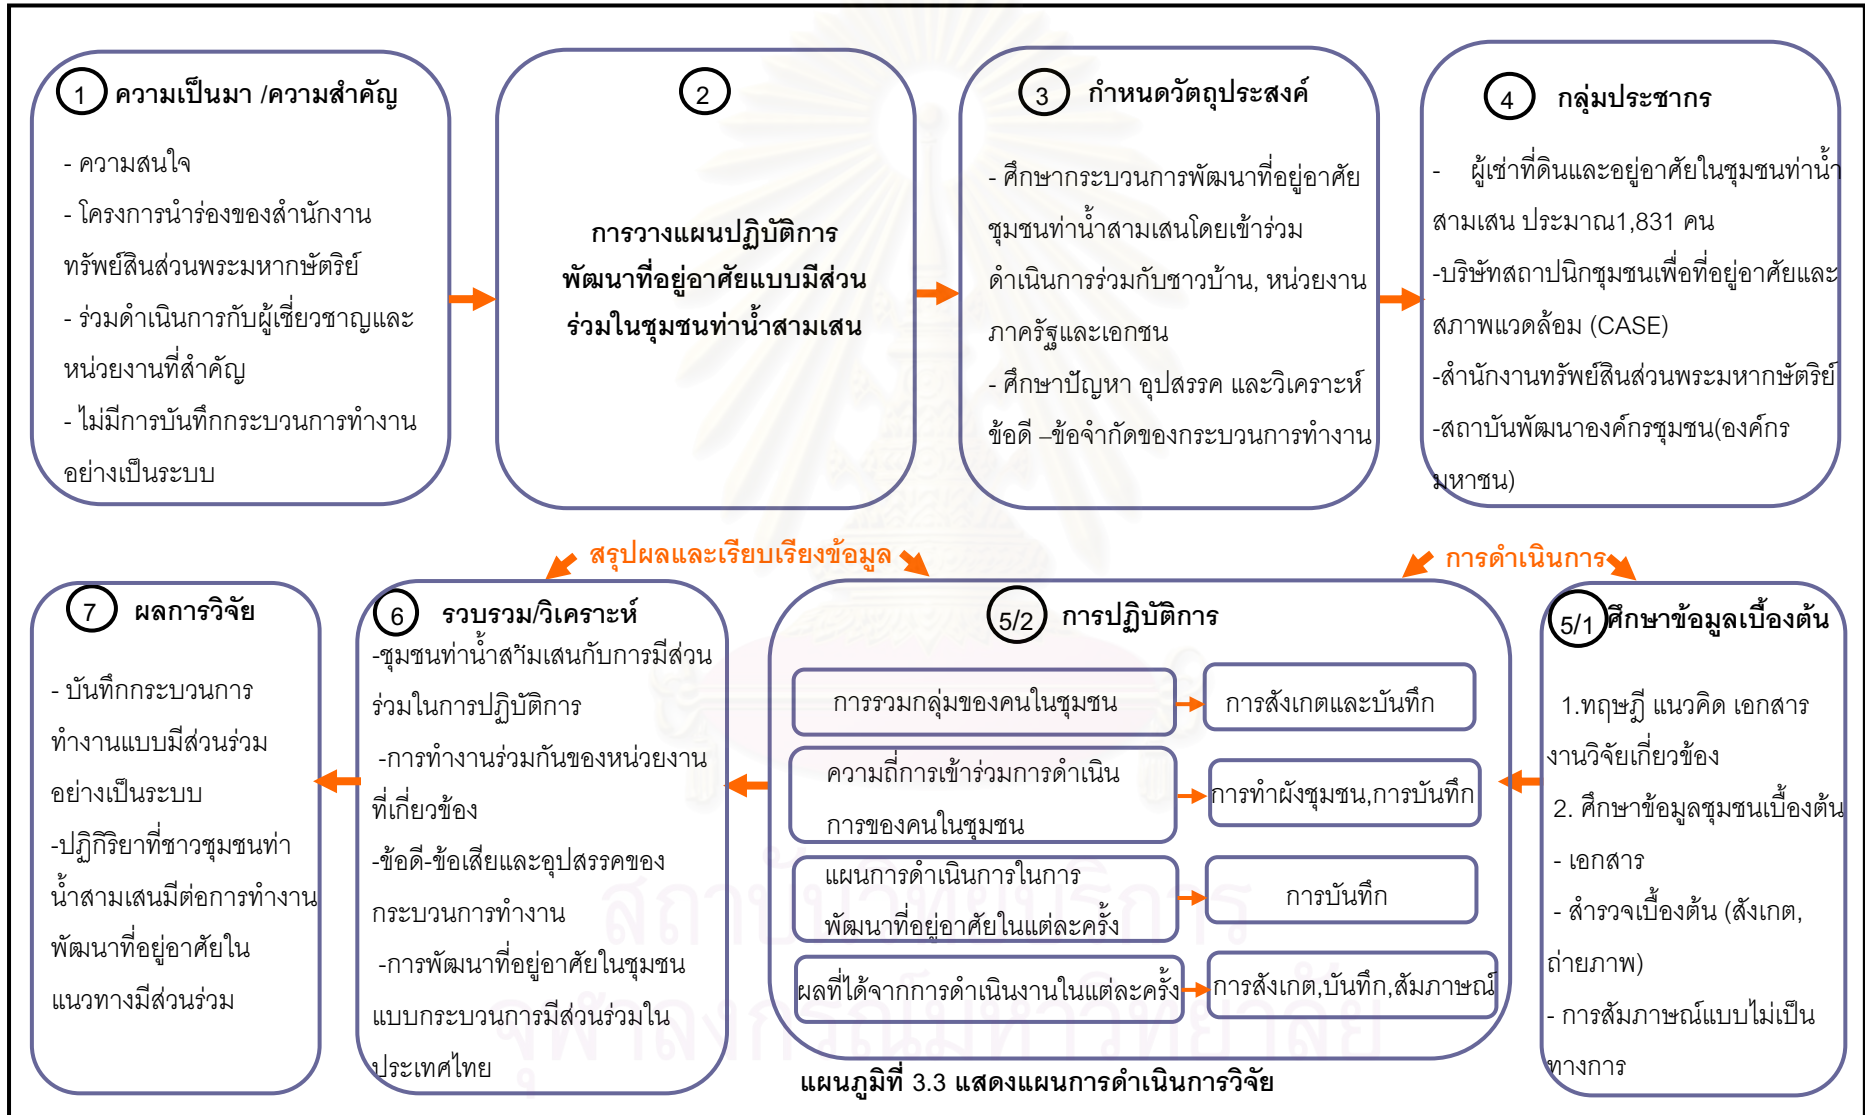 1 ความเป็นมา /ความสำคัญ
- ความสนใจ
- โครงการนำร่องของสำนักงาน
ทรัพย์สินส่วนพระมหากษัตริย์
- ร่วมดำเนินการกับผู้เชี่ยวชาญและ
หน่วยงานที่สำคัญ
- ไม่มีการบันทึกกระบวนการทำงาน
อย่างเป็นระบบ
2
การวางแผนปฏิบัติการ
พัฒนาที่อยู่อาศัยแบบมีส่วน
ร่วมในชุมชนท่าน้ำสามเสน
3 กำหนดวัตถุประสงค์
- ศึกษากระบวนการพัฒนาที่อยู่อาศัย
ชุมชนท่าน้ำสามเสนโดยเข้าร่วม
ดำเนินการร่วมกับชาวบ้าน, หน่วยงาน
ภาครัฐและเอกชน
- ศึกษาปัญหา อุปสรรค และวิเคราะห์
ข้อดี –ข้อจำกัดของกระบวนการทำงาน
4 กลุ่มประชากร
- ผู้เช่าที่ดินและอยู่อาศัยในชุมชนท่าน้ำ
สามเสน ประมาณ1,831 คน
-บริษัทสถาปนิกชุมชนเพื่อที่อยู่อาศัยและ
สภาพแวดล้อม (CASE)
-สำนักงานทรัพย์สินส่วนพระมหากษัตริย์
-สถาบันพัฒนาองค์กรชุมชน(องค์กร
มหาชน)
สรุปผลและเรียบเรียงข้อมูล
การดำเนินการ
7 ผลการวิจัย
- บันทึกกระบวนการ
ทำงานแบบมีส่วนร่วม
อย่างเป็นระบบ
-ปฏิกิริยาที่ชาวชุมชนท่า
น้ำสามเสนมีต่อการทำงาน
พัฒนาที่อยู่อาศัยใน
แนวทางมีส่วนร่วม
6 รวบรวม/วิเคราะห์
-ชุมชนท่าน้ำสามเสนกับการมีส่วน
ร่วมในการปฏิบัติการ
-การทำงานร่วมกันของหน่วยงาน
ที่เกี่ยวข้อง
-ข้อดี-ข้อเสียและอุปสรรคของ
กระบวนการทำงาน
-การพัฒนาที่อยู่อาศัยในชุมชน
แบบกระบวนการมีส่วนร่วมใน
ประเทศไทย
5/2 การปฏิบัติการ
การรวมกลุ่มของคนในชุมชน
การสังเกตและบันทึก
ความถี่การเข้าร่วมการดำเนิน
การของคนในชุมชน
การทำผังชุมชน,การบันทึก
แผนการดำเนินการในการ
พัฒนาที่อยู่อาศัยในแต่ละครั้ง
การบันทึก
ผลที่ได้จากการดำเนินงานในแต่ละครั้ง
การสังเกต,บันทึก,สัมภาษณ์
5/1 ศึกษาข้อมูลเบื้องต้น
1.ทฤษฎี แนวคิด เอกสาร
งานวิจัยเกี่ยวข้อง
2. ศึกษาข้อมูลชุมชนเบื้องต้น
- เอกสาร
- สำรวจเบื้องต้น (สังเกต,
ถ่ายภาพ)
- การสัมภาษณ์แบบไม่เป็น
ทางการ
สถาบันวิทยบริการ
จุฬาลงกรณ์มหาวิทยาลัย
แผนภูมิที่ 3.3 แสดงแผนการดำเนินการวิจัย